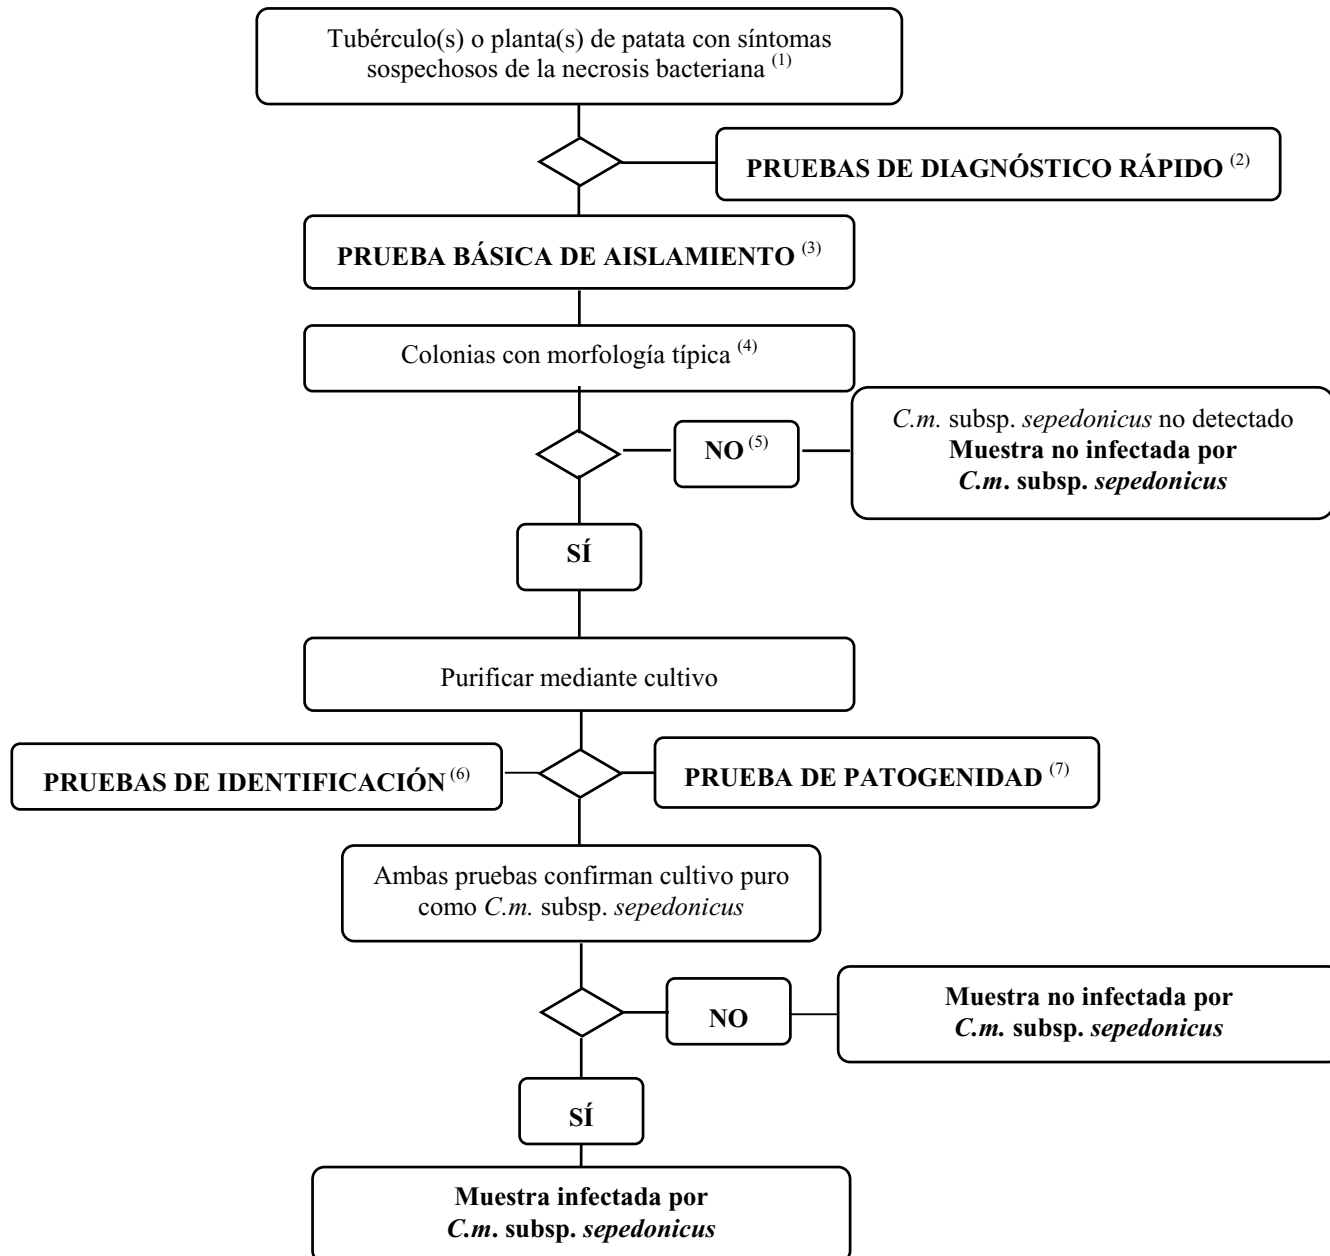 Tubérculo(s) o planta(s) de patata con síntomas
sospechosos de la necrosis bacteriana (1)
PRUEBAS DE DIAGNÓSTICO RÁPIDO (2)
PRUEBA BÁSICA DE AISLAMIENTO (3)
Colonias con morfología típica (4)
NO (5)
C.m. subsp. sepedonicus no detectado
Muestra no infectada por
C.m. subsp. sepedonicus
SÍ
Purificar mediante cultivo
PRUEBAS DE IDENTIFICACIÓN (6)
PRUEBA DE PATOGENIDAD (7)
Ambas pruebas confirman cultivo puro
como C.m. subsp. sepedonicus
NO
Muestra no infectada por
C.m. subsp. sepedonicus
SÍ
Muestra infectada por
C.m. subsp. sepedonicus